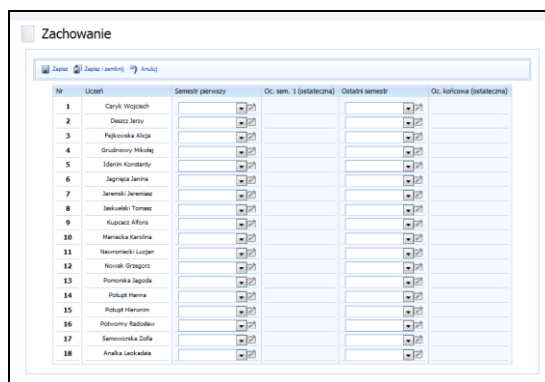 Zachowanie
Zapisz Zapisz i zamknij Anuluj
Nr Uczeń Semestr pierwszy Oc. sem. 1 (ostateczna) Ostatni semestr Oc. końcowa (ostateczna)
1 Caryk Wojciech
2 Deszcz Jerzy
3 Fejkowska Alicja
4 Grudniowy Mikołaj
5 Idenim Konstanty
6 Jagnięca Janina
7 Jaremski Jeremiasz
8 Jaskulski Tomasz
9 Kupcacz Alfons
10 Maniecka Karolina
11 Nawroniecki Lucjan
12 Nowak Grzegorz
13 Pomorska Jagoda
14 Potupt Hanna
15 Potupt Hieronim
16 Potworny Radosław
17 Samoworska Zofia
18 Analka Leokadaia